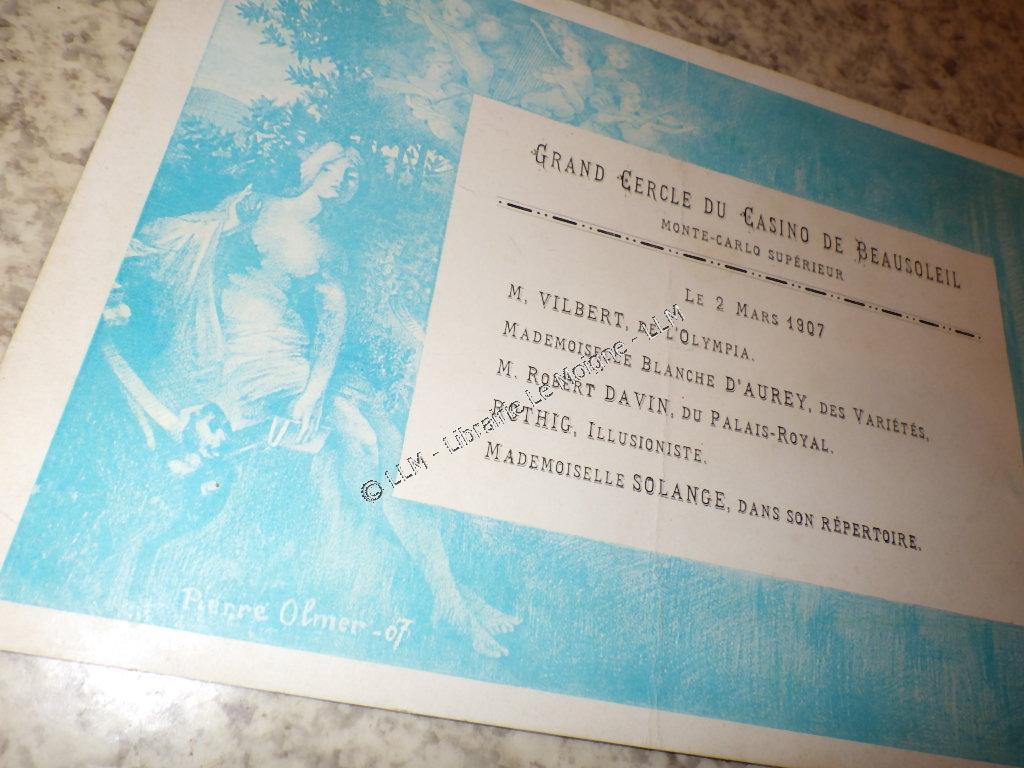 GRAND CERCLE DU CASINO DE BEAUSOLEIL
MONTE-CARLO SUPÉRIEUR
LE 2 MARS 1907
M. VILBERT, DE L'OLYMPIA.
MADEMOISELLE BLANCHE D'AUREY, DES VARIÉTÉS,
M. ROBERT DAVIN, DU PALAIS-ROYAL.
ILLUSIONISTE.
MADEMOISELLE SOLANGE, DANS SON RÉPERTOIRE.
Pierre Olmer - 07
© LLM - Librairie Le Moigne - LLM